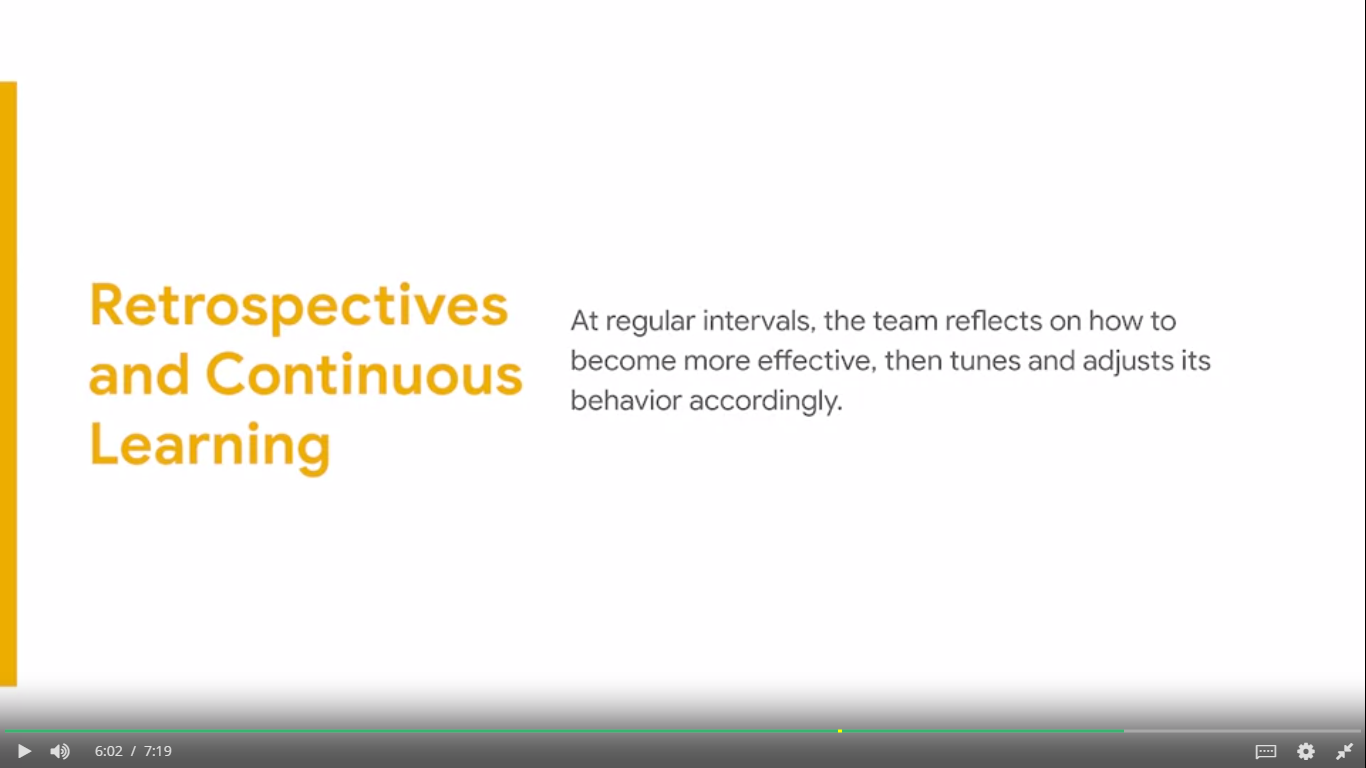 Retrospectives
and Continuous
Learning
At regular intervals, the team reflects on how to
become more effective, then tunes and adjusts its
behavior accordingly.
6:02 / 7:19